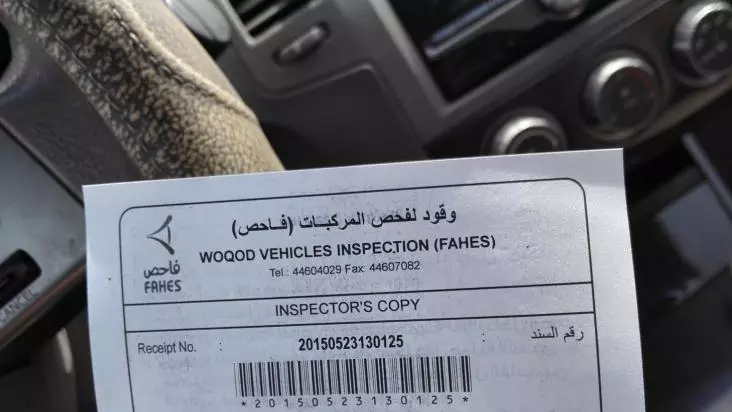 وقود لفحص المركبات (فاحص)
WOQOD VEHICLES INSPECTION (FAHES)
Tel.: 44604029 Fax: 44607082
فاحص
FAHES
INSPECTOR'S COPY
Receipt No. : 20150523130125 : رقم السند
*20150523130125*
CANCEL